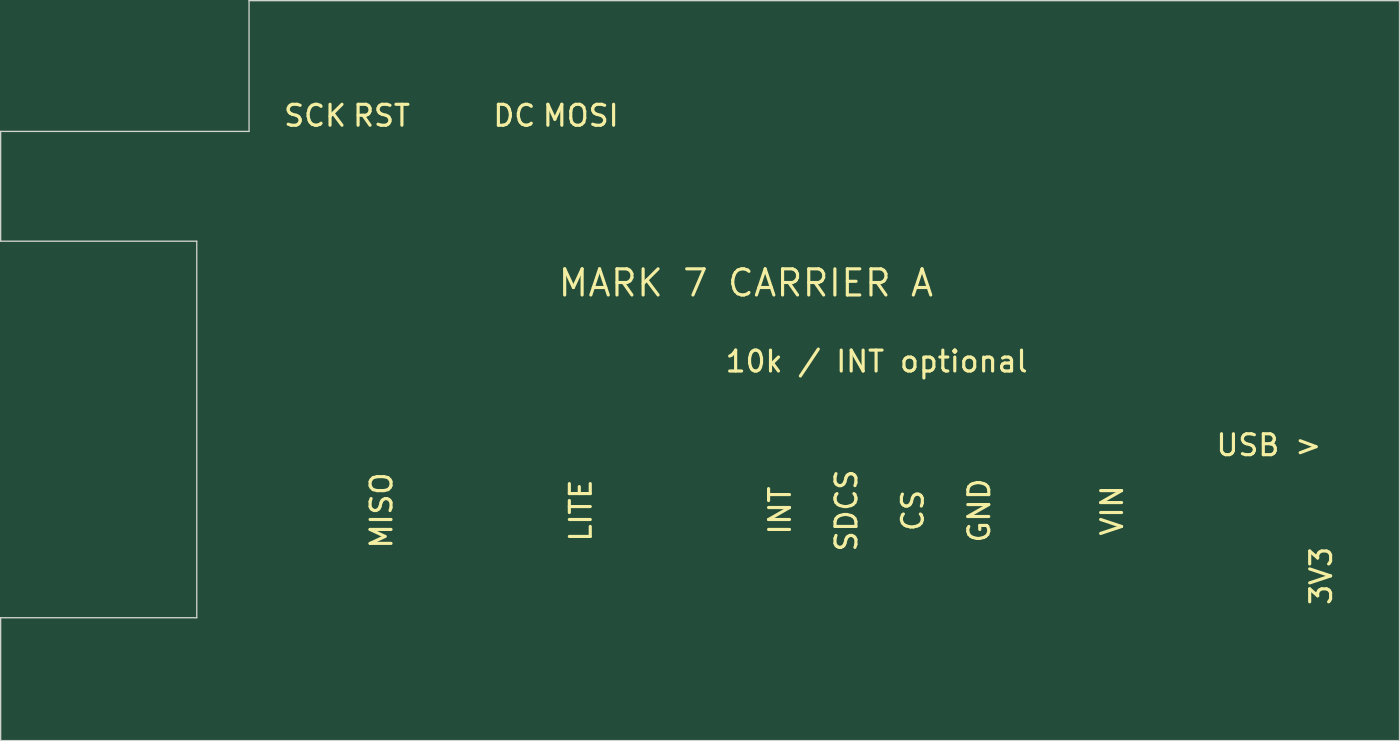 SCK RST DC MOSI
MARK 7 CARRIER A
10k / INT optional
USB >
MISO
LITE
INT
SDCS
CS
GND
VIN
3V3